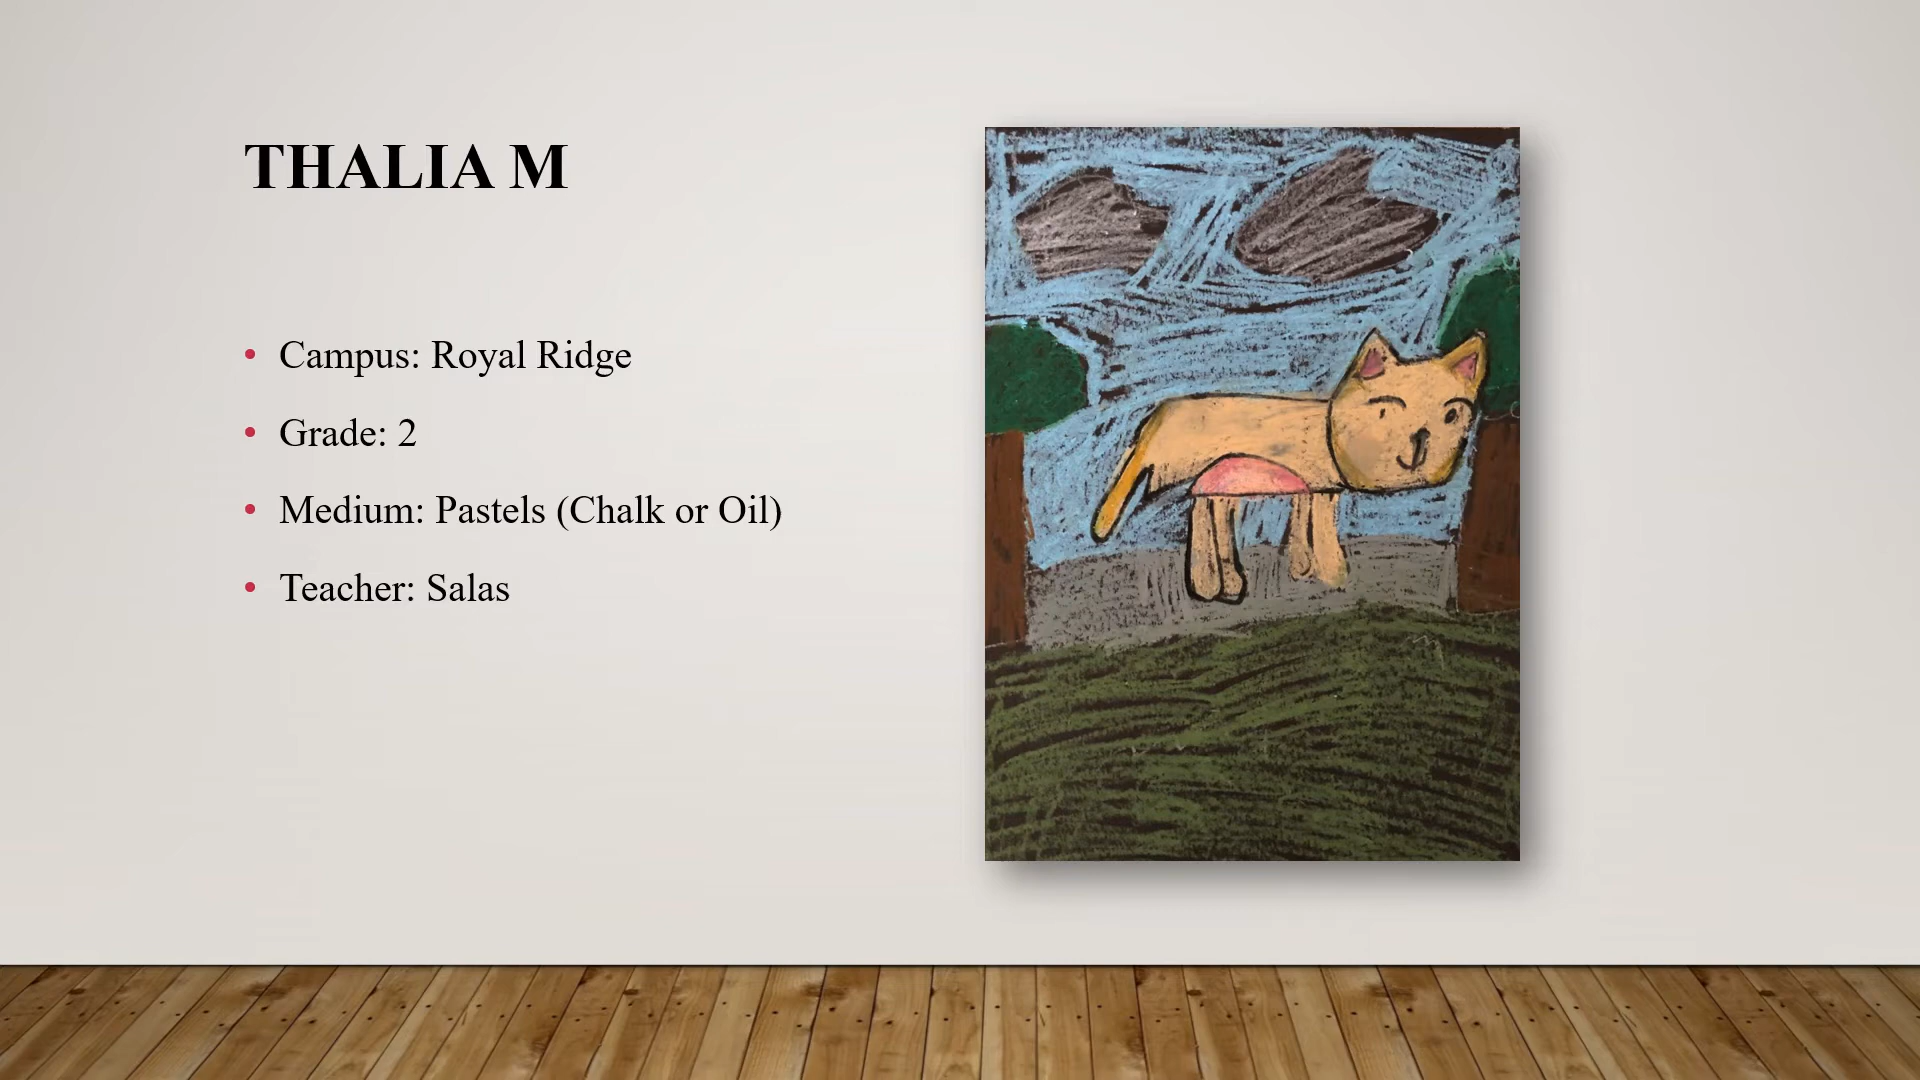 THALIA M
• Campus: Royal Ridge
• Grade: 2
• Medium: Pastels (Chalk or Oil)
• Teacher: Salas